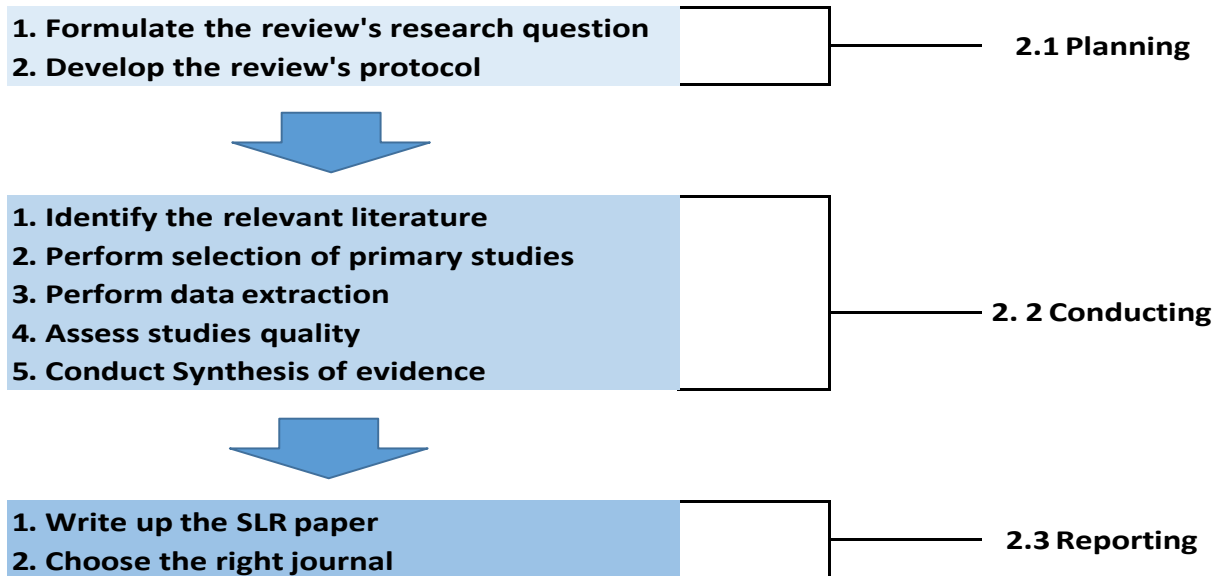 1. Formulate the review's research question
2. Develop the review's protocol
2.1 Planning
1. Identify the relevant literature
2. Perform selection of primary studies
3. Perform data extraction
4. Assess studies quality
5. Conduct Synthesis of evidence
2. 2 Conducting
1. Write up the SLR paper
2. Choose the right journal
2.3 Reporting